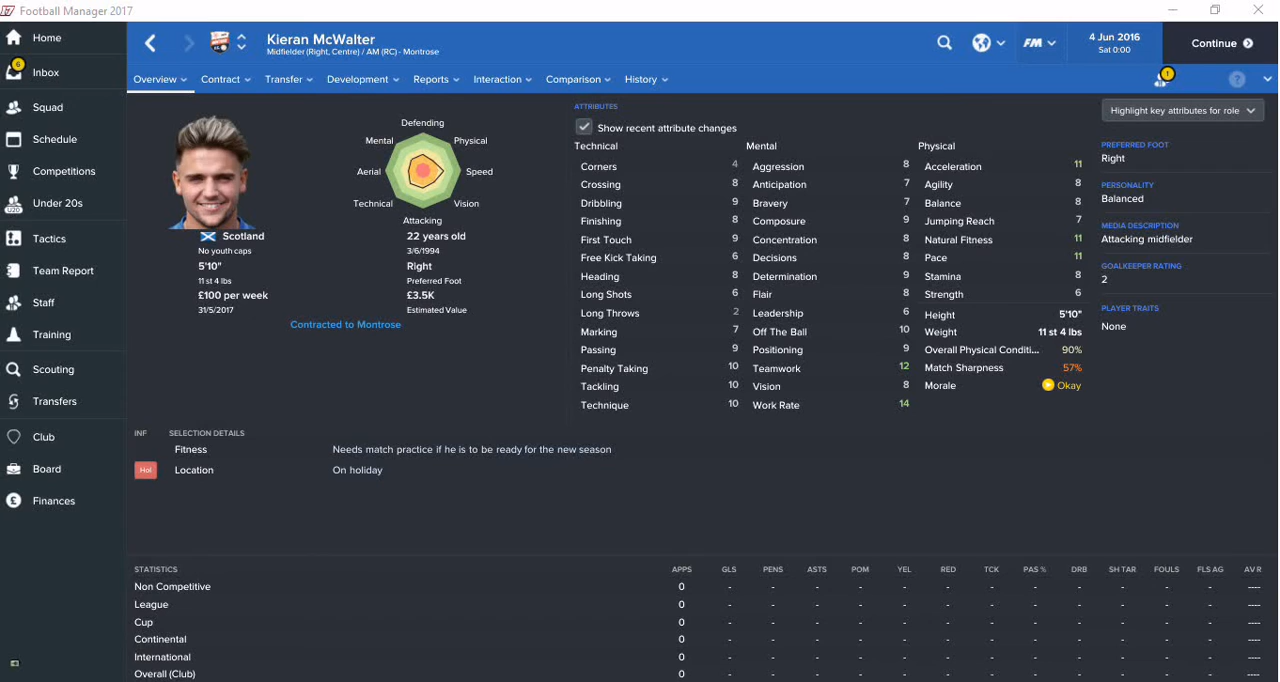 Football Manager 2017
Home
6
Inbox
Squad
Schedule
Competitions
U20
Under 20s
Tactics
Team Report
Staff
Training
Scouting
Transfers
Club
Board
Finances
Kieran McWalter
Midfielder (Right, Centre) / AM (RC) - Montrose
FM
4 Jun 2016
Sat 0:00
Continue
Overview Contract Transfer Development Reports Interaction Comparison History
1
?
Defending
Mental Physical
Aerial Speed
Technical Vision
Attacking
Scotland
No youth caps
5'10"
11 st 4 lbs
£100 per week
31/5/2017
22 years old
3/6/1994
Right
Preferred Foot
£3.5K
Estimated Value
Contracted to Montrose
ATTRIBUTES
Show recent attribute changes
Technical
Corners 4
Crossing 8
Dribbling 9
Finishing 8
First Touch 9
Free Kick Taking 6
Heading 8
Long Shots 6
Long Throws 2
Marking 7
Passing 9
Penalty Taking 10
Tackling 10
Technique 10
Mental
Aggression 8
Anticipation 7
Bravery 7
Composure 9
Concentration 8
Decisions 8
Determination 9
Flair 8
Leadership 6
Off The Ball 10
Positioning 9
Teamwork 12
Vision 8
Work Rate 14
Physical
Acceleration 11
Agility 8
Balance 8
Jumping Reach 7
Natural Fitness 11
Pace 11
Stamina 8
Strength 6
Height 5'10"
Weight 11 st 4 lbs
Overall Physical Conditi... 90%
Match Sharpness 57%
Morale Okay
Highlight key attributes for role
PREFERRED FOOT
Right
PERSONALITY
Balanced
MEDIA DESCRIPTION
Attacking midfielder
GOALKEEPER RATING
2
PLAYER TRAITS
None
INF SELECTION DETAILS
Fitness Needs match practice if he is to be ready for the new season
Hol Location On holiday
STATISTICS APPS GLS PENS ASTS POM YEL RED TCK PAS % DRB SH TAR FOULS FLS AG AV R
Non Competitive 0 - - - - - - - - - - - - ----
League 0 - - - - - - - - - - - - ----
Cup 0 - - - - - - - - - - - - ----
Continental 0 - - - - - - - - - - - - ----
International 0 - - - - - - - - - - - - ----
Overall (Club) 0 - - - - - - - - - - - - ----